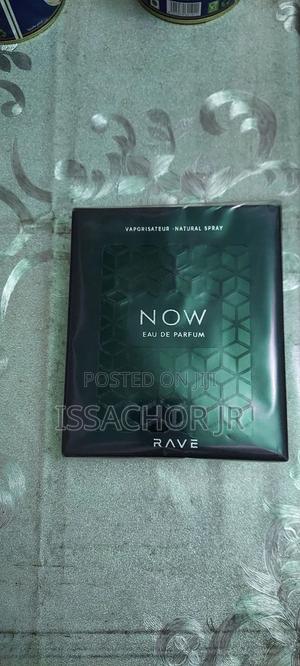 VAPORISATEUR · NATURAL SPRAY
NOW
EAU DE PARFUM
POSTED ON JIJI
ISSACHOR JR
RAVE